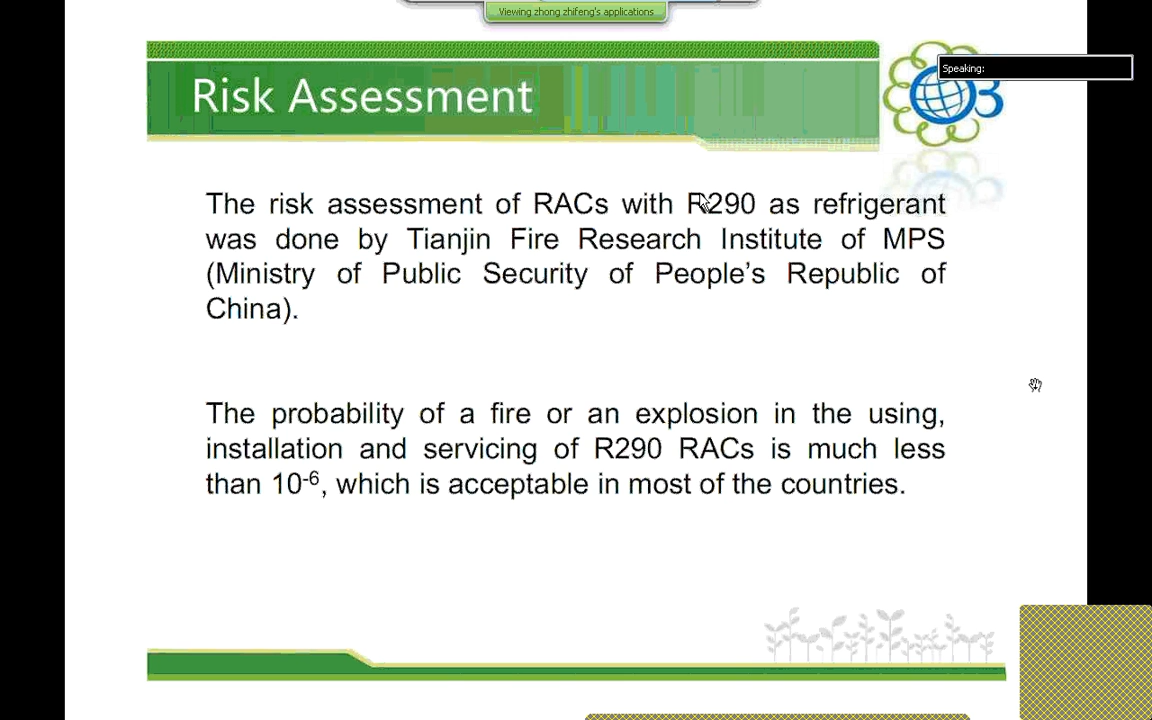 Viewing zhong zhifeng's applications
Speaking:
Risk Assessment
The risk assessment of RACs with R290 as refrigerant
was done by Tianjin Fire Research Institute of MPS
(Ministry of Public Security of People’s Republic of
China).
The probability of a fire or an explosion in the using,
installation and servicing of R290 RACs is much less
than 10-6, which is acceptable in most of the countries.